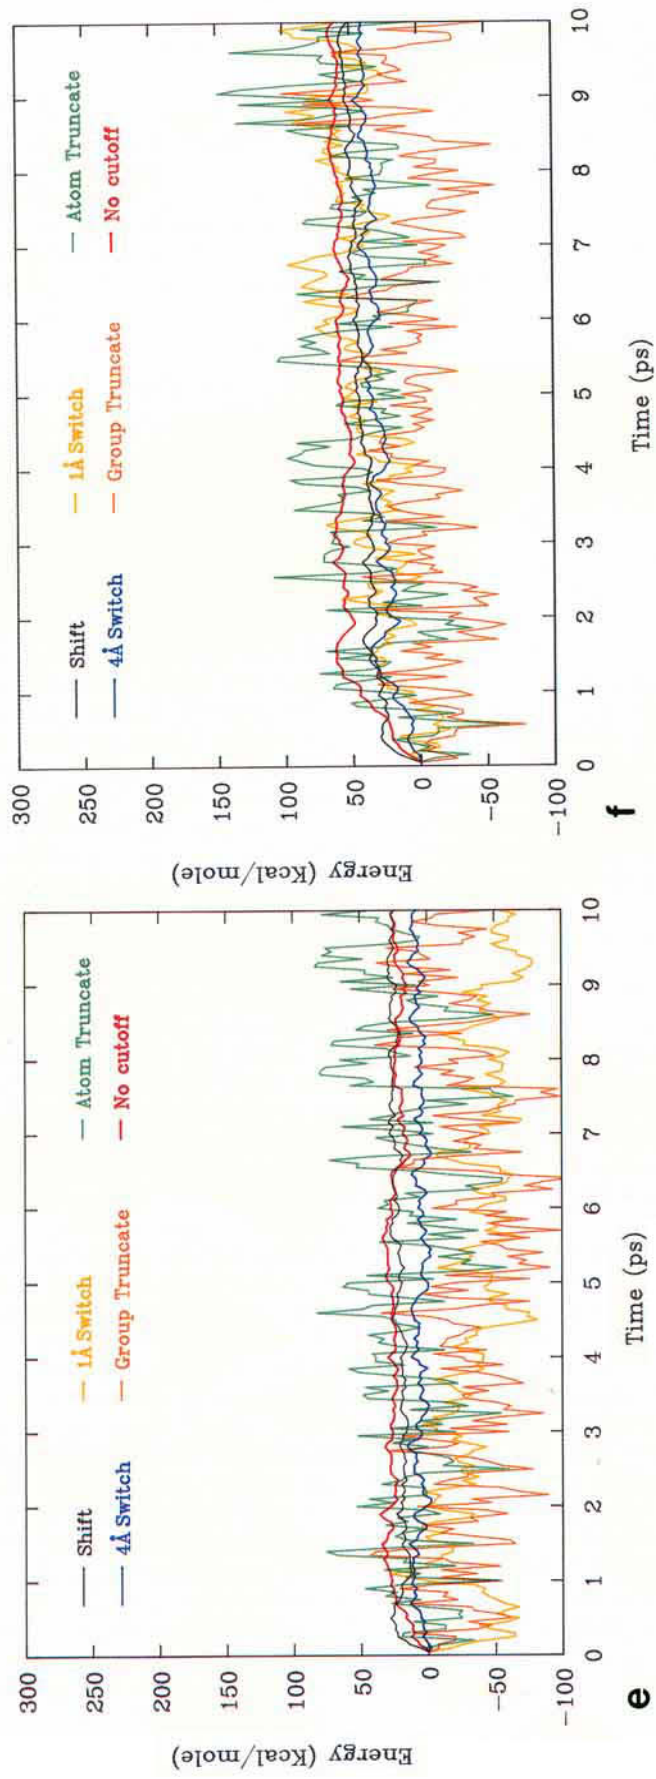 300
250
200
150
100
50
0
−50
−100
Energy (Kcal/mole)
Shift
1Å Switch
Atom Truncate
4Å Switch
Group Truncate
No cutoff
0 1 2 3 4 5 6 7 8 9 10
Time (ps)
e
300
250
200
150
100
50
0
−50
−100
Energy (Kcal/mole)
Shift
1Å Switch
Atom Truncate
4Å Switch
Group Truncate
No cutoff
0 1 2 3 4 5 6 7 8 9 10
Time (ps)
f